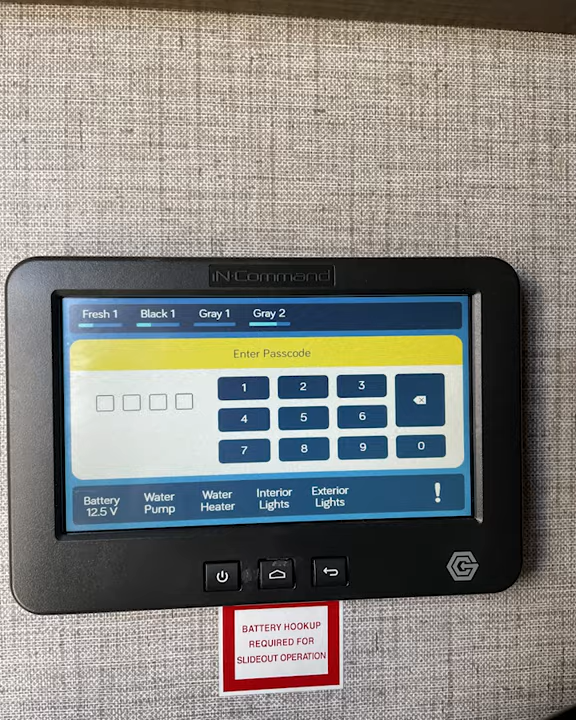 iN·Command
Fresh 1 Black 1 Gray 1 Gray 2
Enter Passcode
1 2 3
4 5 6
7 8 9 0
Battery Water Water Interior Exterior
12.5 V Pump Heater Lights Lights !
BATTERY HOOKUP
REQUIRED FOR
SLIDEOUT OPERATION